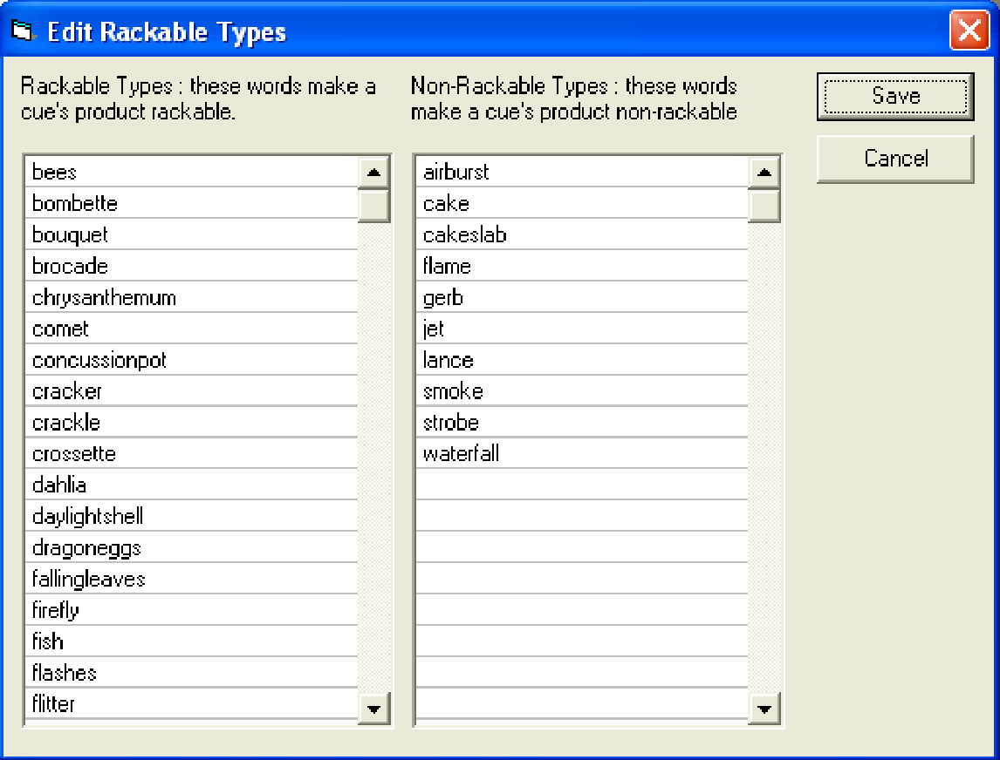 Edit Rackable Types
Rackable Types : these words make a
cue's product rackable.
Non-Rackable Types : these words
make a cue's product non-rackable
Save
Cancel
bees
bombette
bouquet
brocade
chrysanthemum
comet
concussionpot
cracker
crackle
crossette
dahlia
daylightshell
dragoneggs
fallingleaves
firefly
fish
flashes
flitter
airburst
cake
cakeslab
flame
gerb
jet
lance
smoke
strobe
waterfall